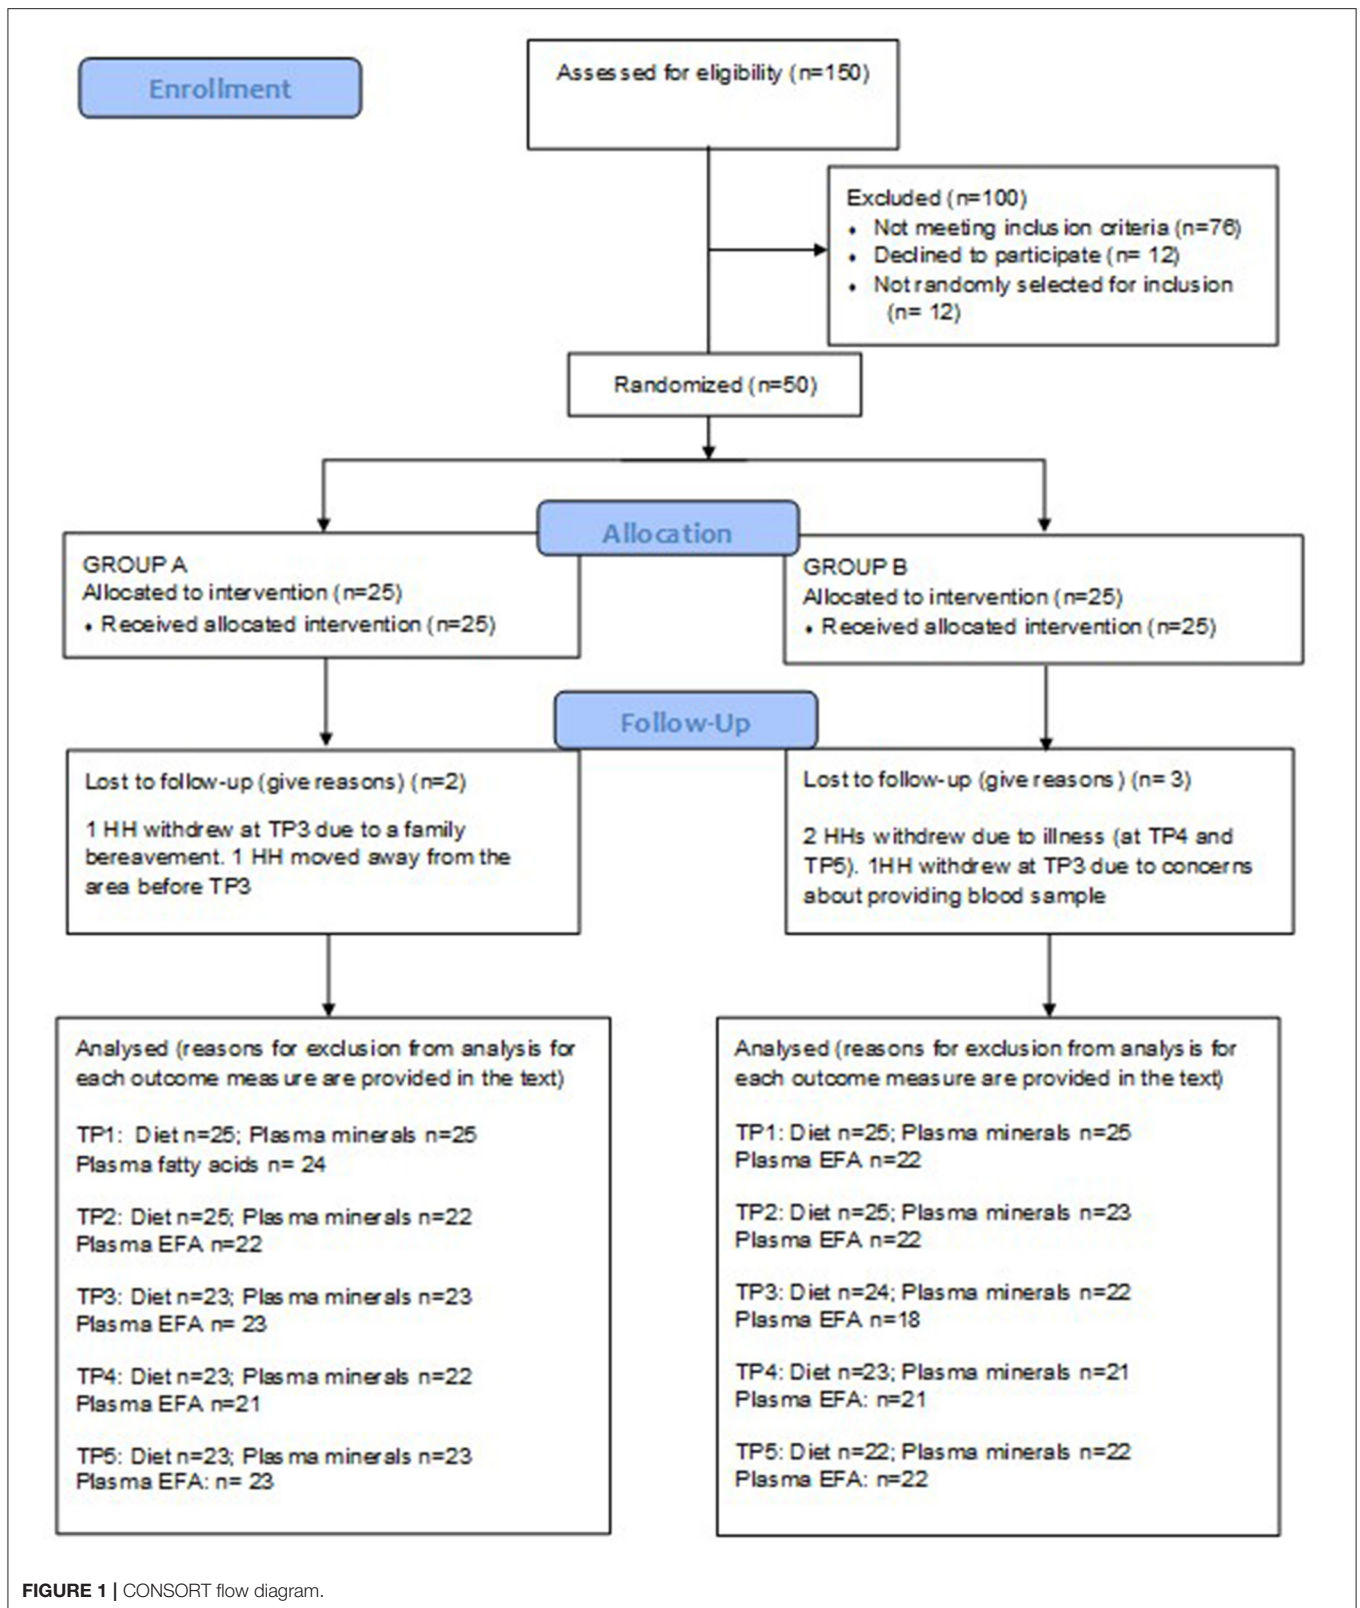 Enrollment
Assessed for eligibility (n=150)
Excluded (n=100)
⬧ Not meeting inclusion criteria (n=76)
⬧ Declined to participate (n= 12)
⬧ Not randomly selected for inclusion
(n= 12)
Randomized (n=50)
Allocation
GROUP A
Allocated to intervention (n=25)
⬧ Received allocated intervention (n=25)
GROUP B
Allocated to intervention (n=25)
⬧ Received allocated intervention (n=25)
Follow-Up
Lost to follow-up (give reasons) (n=2)
1 HH withdrew at TP3 due to a family
bereavement. 1 HH moved away from the
area before TP3
Lost to follow-up (give reasons) (n= 3)
2 HHs withdrew due to illness (at TP4 and
TP5). 1HH withdrew at TP3 due to concerns
about providing blood sample
Analysed (reasons for exclusion from analysis for
each outcome measure are provided in the text)
TP1: Diet n=25; Plasma minerals n=25
Plasma fatty acids n= 24
TP2: Diet n=25; Plasma minerals n=22
Plasma EFA n=22
TP3: Diet n=23; Plasma minerals n=23
Plasma EFA n= 23
TP4: Diet n=23; Plasma minerals n=22
Plasma EFA n=21
TP5: Diet n=23; Plasma minerals n=23
Plasma EFA: n= 23
Analysed (reasons for exclusion from analysis for
each outcome measure are provided in the text)
TP1: Diet n=25; Plasma minerals n=25
Plasma EFA n=22
TP2: Diet n=25; Plasma minerals n=23
Plasma EFA n=22
TP3: Diet n=24; Plasma minerals n=22
Plasma EFA n=18
TP4: Diet n=23; Plasma minerals n=21
Plasma EFA: n=21
TP5: Diet n=22; Plasma minerals n=22
Plasma EFA: n=22
FIGURE 1 | CONSORT flow diagram.